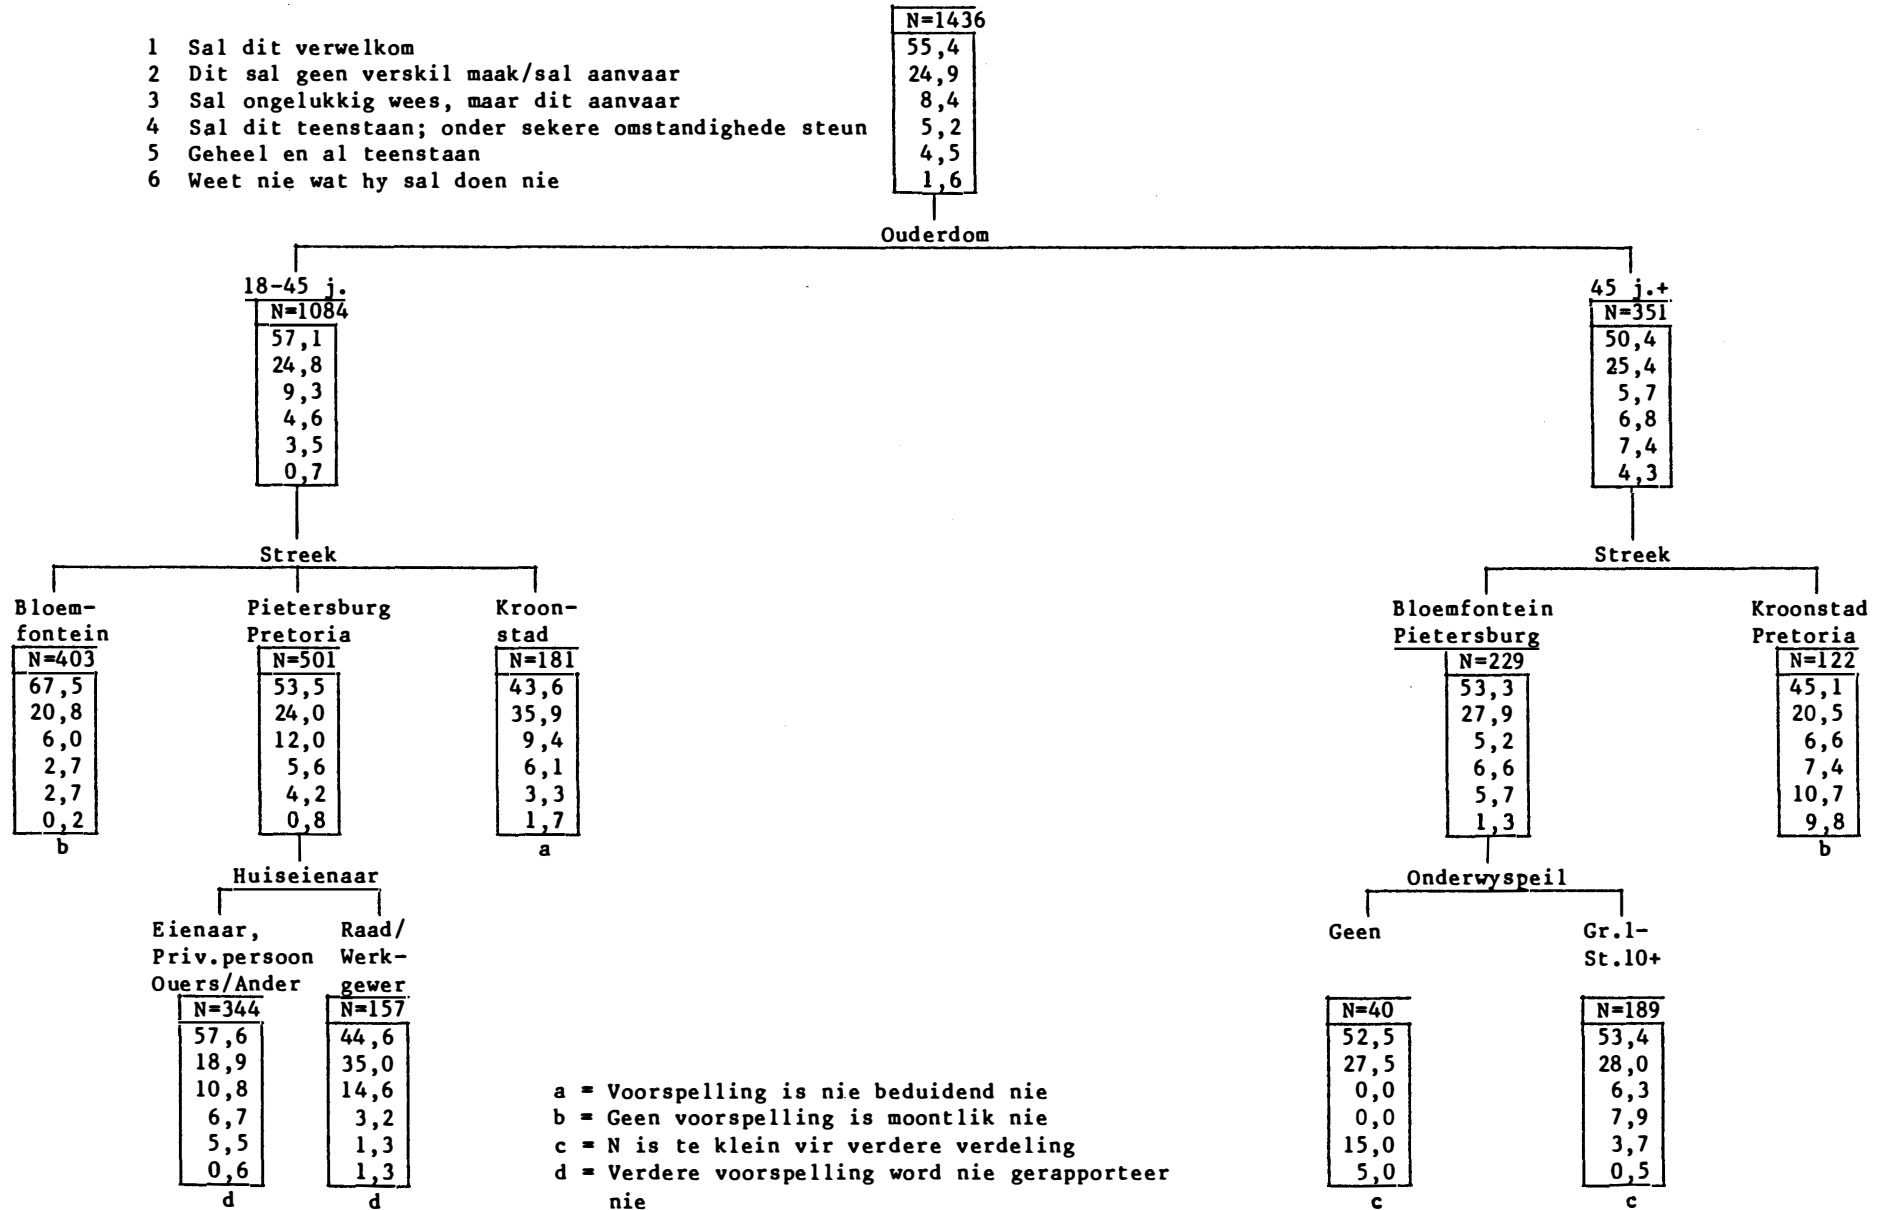 N=1436
55,4
24,9
8,4
5,2
4,5
1,6
1 Sal dit verwelkom
2 Dit sal geen verskil maak/sal aanvaar
3 Sal ongelukkig wees, maar dit aanvaar
4 Sal dit teenstaan; onder sekere omstandighede steun
5 Geheel en al teenstaan
6 Weet nie wat hy sal doen nie
Ouderdom
18-45 j.
N=1084
57,1
24,8
9,3
4,6
3,5
0,7
45 j.+
N=351
50,4
25,4
5,7
6,8
7,4
4,3
Streek
Bloem-
fontein
N=403
67,5
20,8
6,0
2,7
2,7
0,2
b
Pietersburg
Pretoria
N=501
53,5
24,0
12,0
5,6
4,2
0,8
Kroon-
stad
N=181
43,6
35,9
9,4
6,1
3,3
1,7
a
Streek
Bloemfontein
Pietersburg
N=229
53,3
27,9
5,2
6,6
5,7
1,3
Kroonstad
Pretoria
N=122
45,1
20,5
6,6
7,4
10,7
9,8
b
Huiseienaar
Eienaar,
Priv.persoon
Ouers/Ander
N=344
57,6
18,9
10,8
6,7
5,5
0,6
d
Raad/
Werk-
gewer
N=157
44,6
35,0
14,6
3,2
1,3
1,3
d
Onderwyspeil
Geen
N=40
52,5
27,5
0,0
0,0
15,0
5,0
c
Gr.1-
St.10+
N=189
53,4
28,0
6,3
7,9
3,7
0,5
c
a = Voorspelling is nie beduidend nie
b = Geen voorspelling is moontlik nie
c = N is te klein vir verdere verdeling
d = Verdere voorspelling word nie gerapporteer
nie